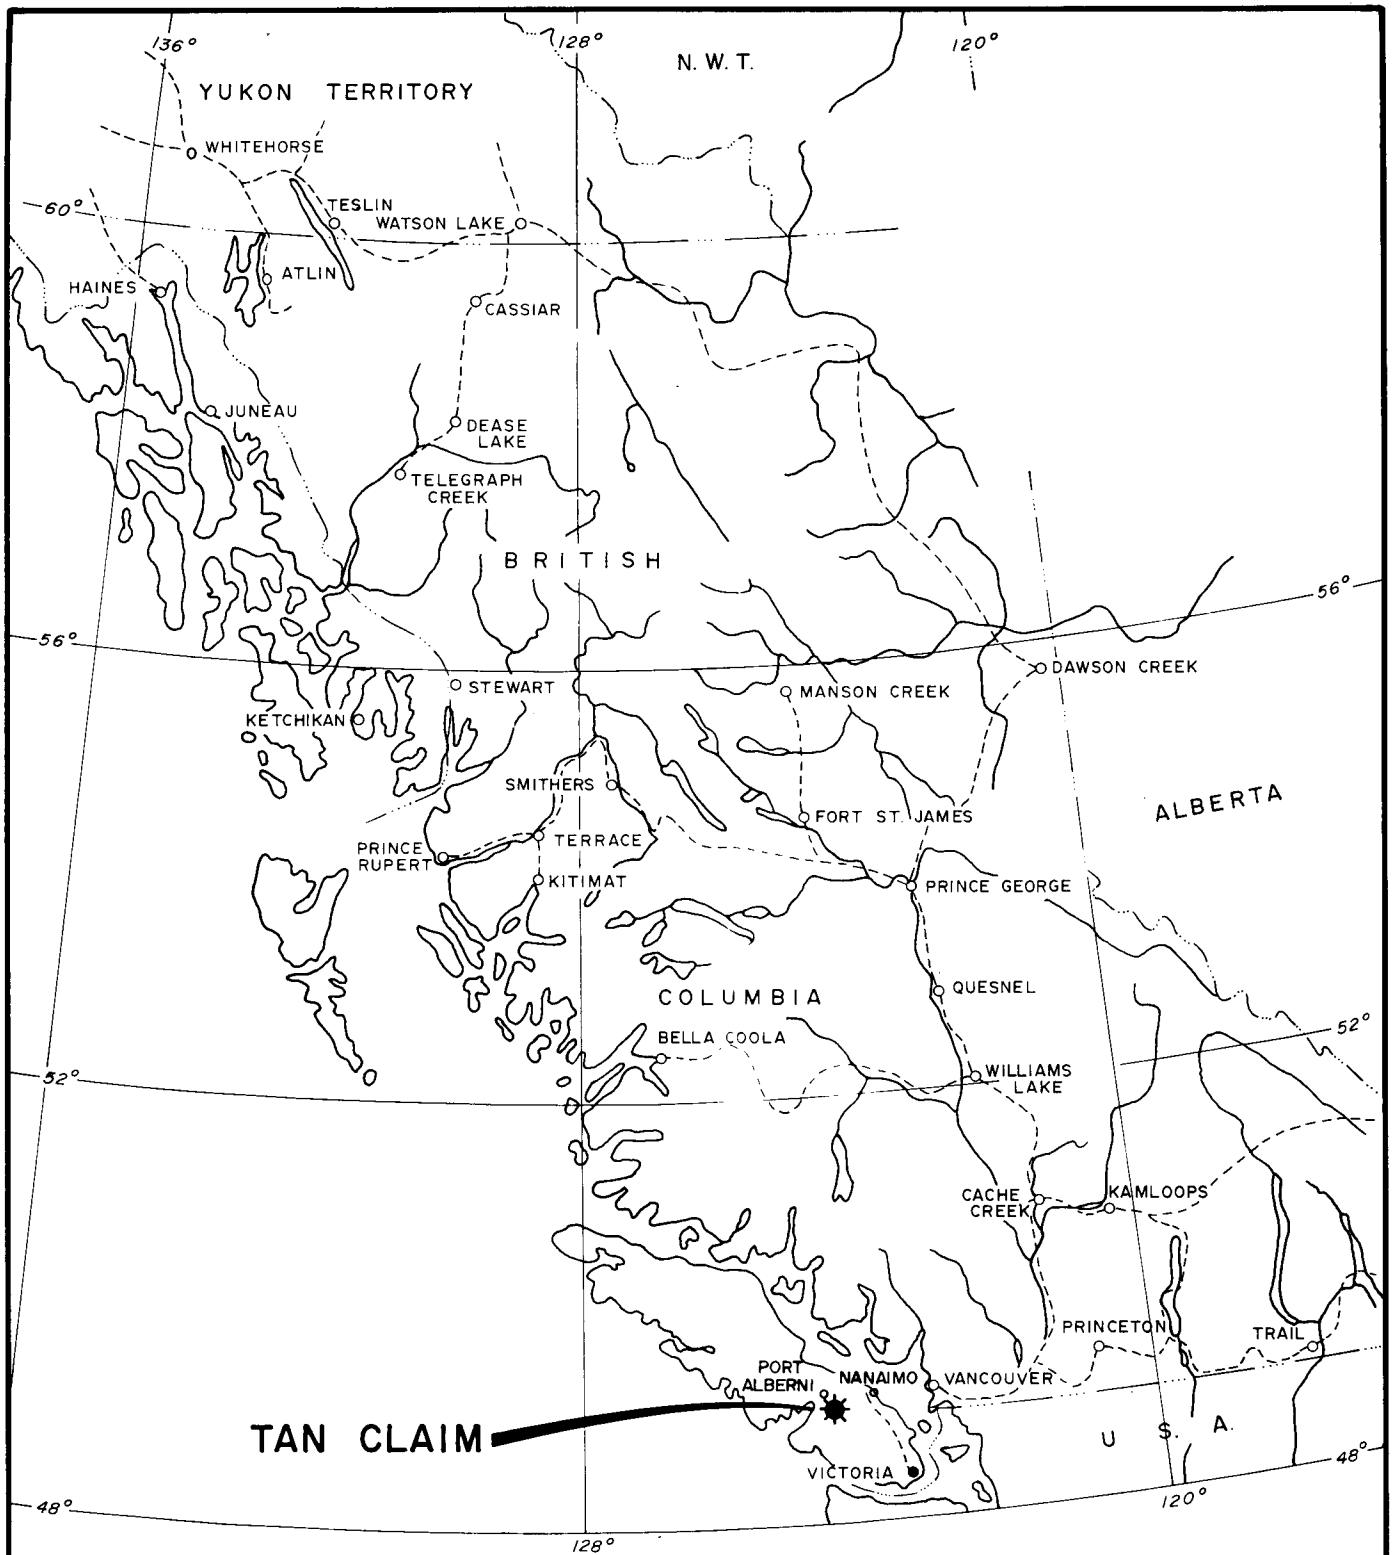 136°
128°
120°
N. W. T.
YUKON TERRITORY
WHITEHORSE
60°
TESLIN
WATSON LAKE
ATLIN
HAINES
CASSIAR
JUNEAU
DEASE
LAKE
TELEGRAPH
CREEK
BRITISH
56°
56°
DAWSON CREEK
STEWART
MANSON CREEK
KETCHIKAN
SMITHERS
ALBERTA
FORT ST. JAMES
TERRACE
PRINCE
RUPERT
KITIMAT
PRINCE GEORGE
QUESNEL
COLUMBIA
52°
BELLA COOLA
52°
WILLIAMS
LAKE
CACHE
CREEK
KAMLOOPS
PRINCETON
TRAIL
PORT
ALBERNI
NANAIMO
VANCOUVER
TAN CLAIM
U. S. A.
48°
VICTORIA
48°
120°
128°